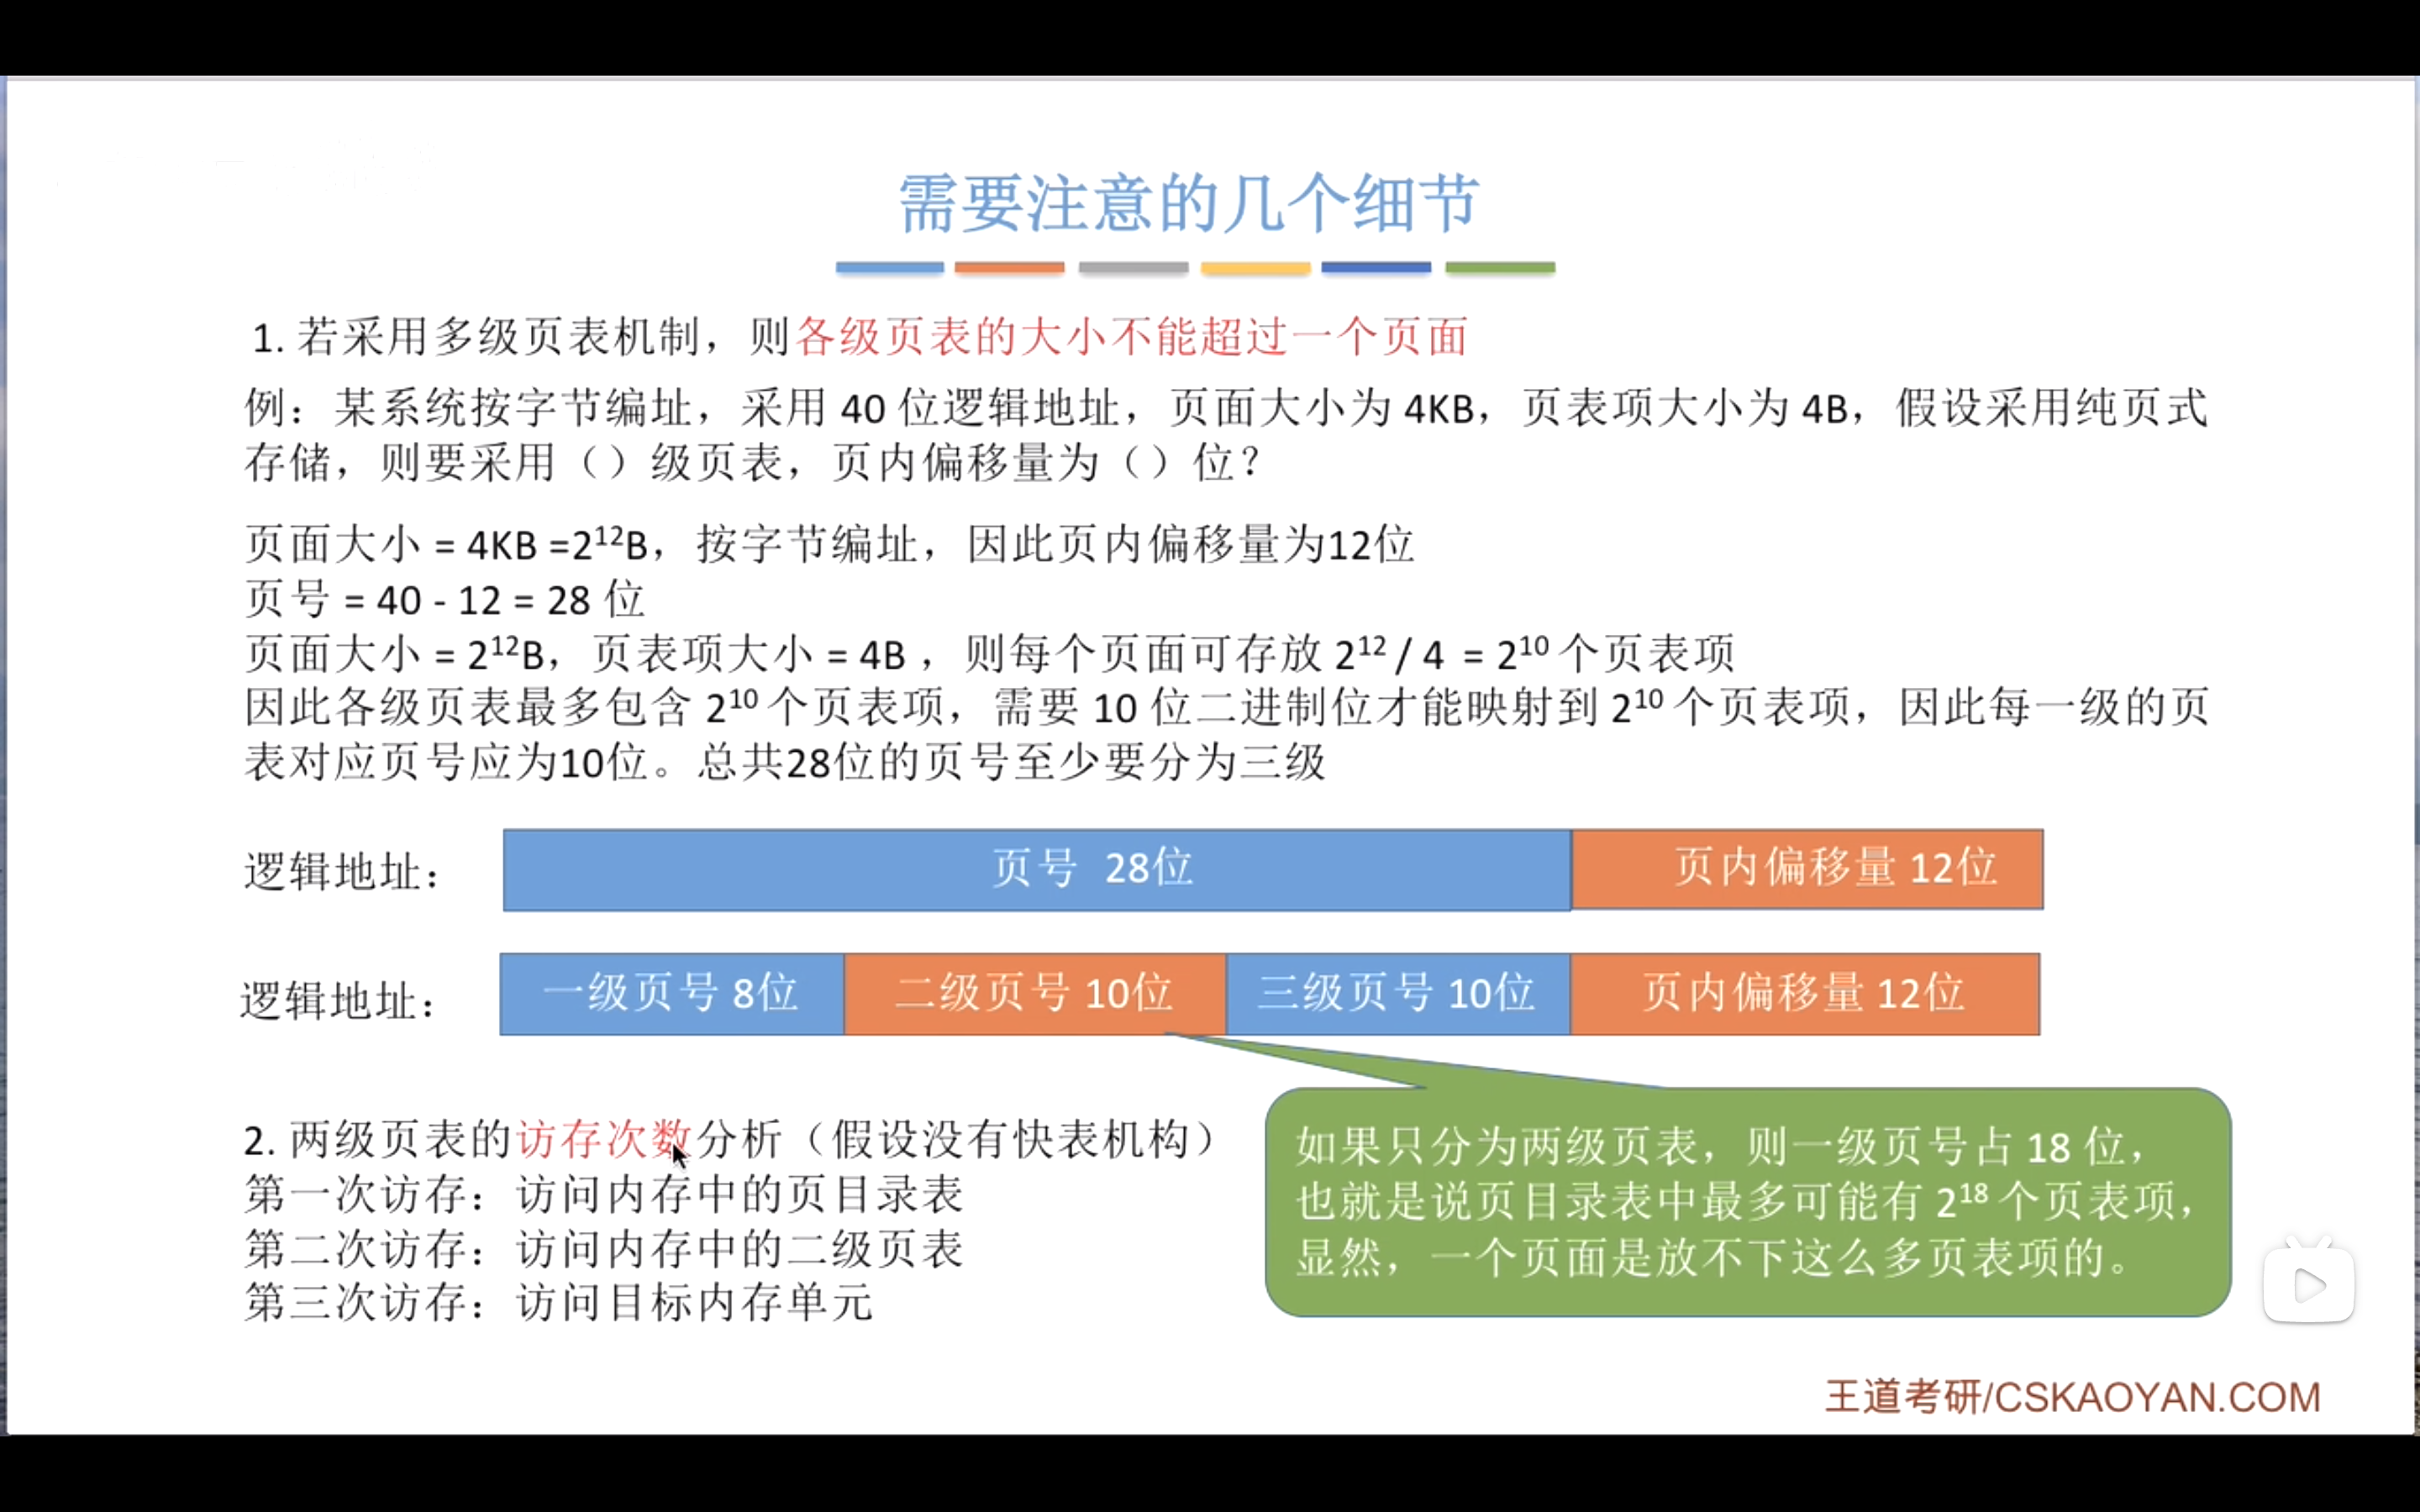 需要注意的几个细节
1. 若采用多级页表机制，则各级页表的大小不能超过一个页面
例：某系统按字节编址，采用 40 位逻辑地址，页面大小为 4KB，页表项大小为 4B，假设采用纯页式
存储，则要采用（）级页表，页内偏移量为（）位？
页面大小 = 4KB =2¹²B，按字节编址，因此页内偏移量为12位
页号 = 40 - 12 = 28 位
页面大小 = 2¹²B，页表项大小 = 4B ，则每个页面可存放 2¹² / 4 = 2¹⁰ 个页表项
因此各级页表最多包含 2¹⁰ 个页表项，需要 10 位二进制位才能映射到 2¹⁰ 个页表项，因此每一级的页
表对应页号应为10位。总共28位的页号至少要分为三级
逻辑地址： 页号 28位 页内偏移量 12位
逻辑地址： 一级页号 8位 二级页号 10位 三级页号 10位 页内偏移量 12位
2. 两级页表的访存次数分析（假设没有快表机构）
第一次访存：访问内存中的页目录表
第二次访存：访问内存中的二级页表
第三次访存：访问目标内存单元
如果只分为两级页表，则一级页号占 18 位，
也就是说页目录表中最多可能有 2¹⁸ 个页表项，
显然，一个页面是放不下这么多页表项的。
王道考研/CSKAOYAN.COM